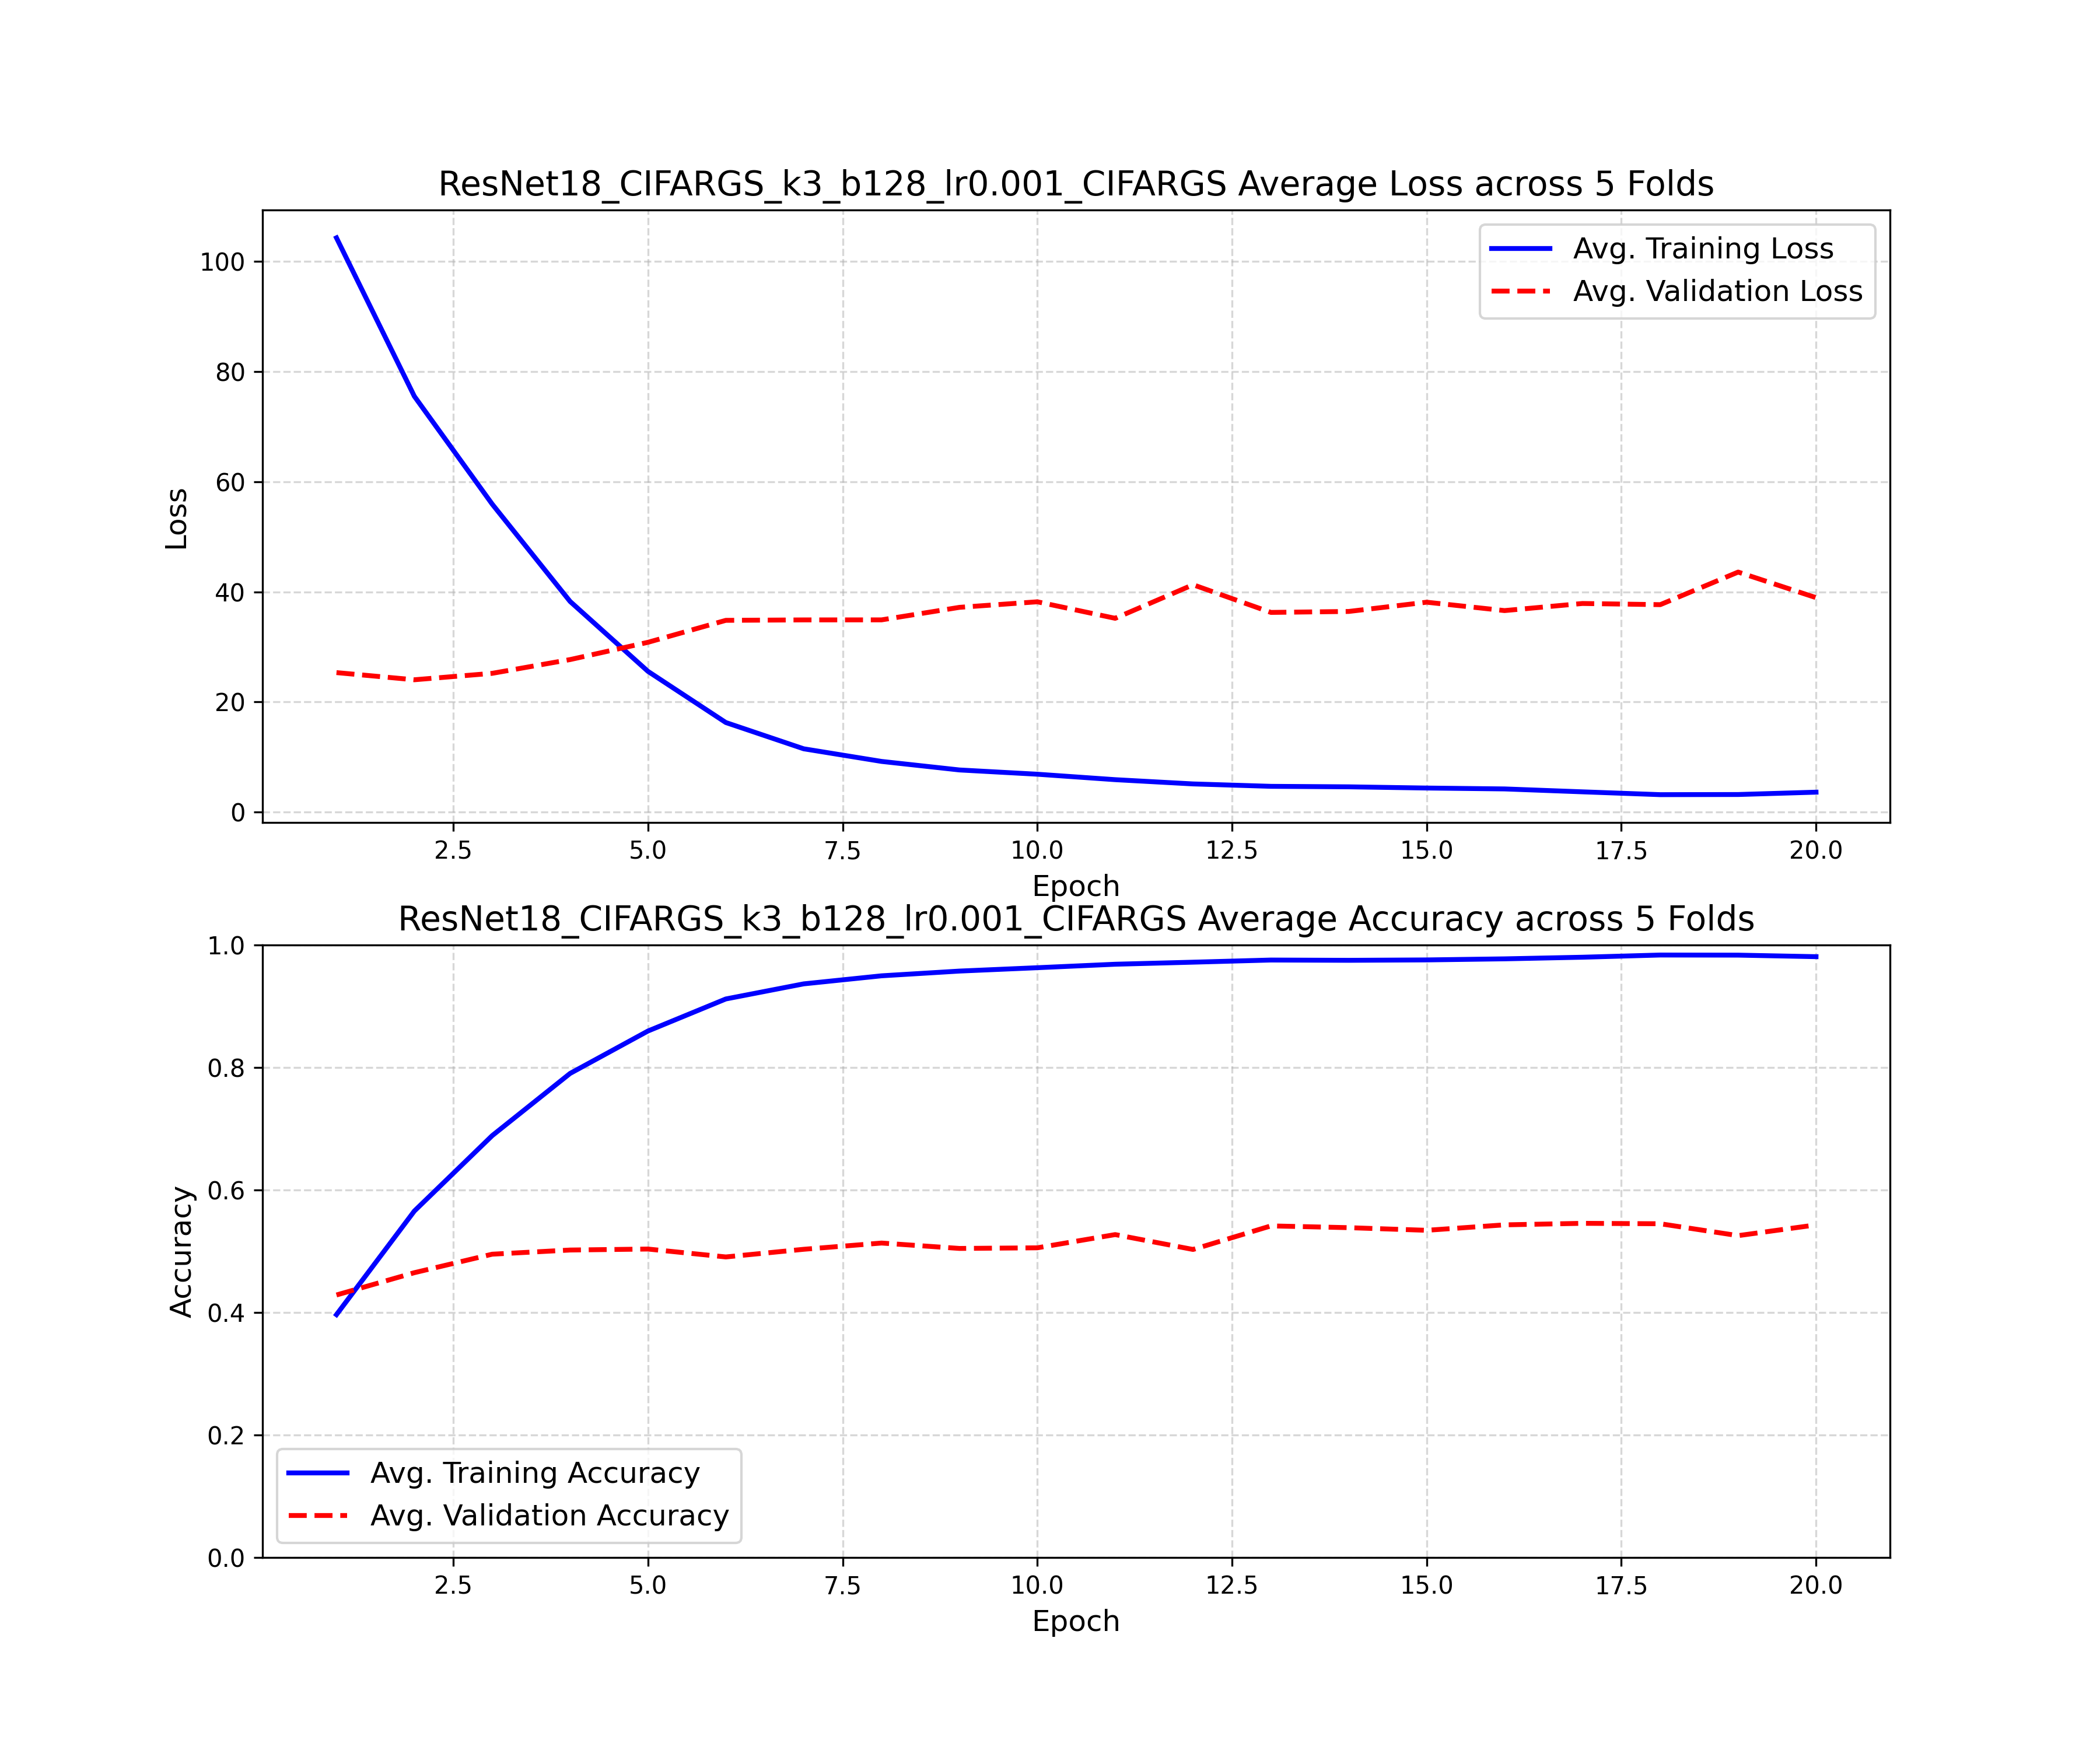 ResNet18_CIFARGS_k3_b128_lr0.001_CIFARGS Average Loss across 5 Folds
Avg. Training Loss
Avg. Validation Loss
100
80
60
40
20
0
Loss
2.5 5.0 7.5 10.0 12.5 15.0 17.5 20.0
Epoch
ResNet18_CIFARGS_k3_b128_lr0.001_CIFARGS Average Accuracy across 5 Folds
1.0
0.8
0.6
0.4
0.2
0.0
Accuracy
Avg. Training Accuracy
Avg. Validation Accuracy
2.5 5.0 7.5 10.0 12.5 15.0 17.5 20.0
Epoch